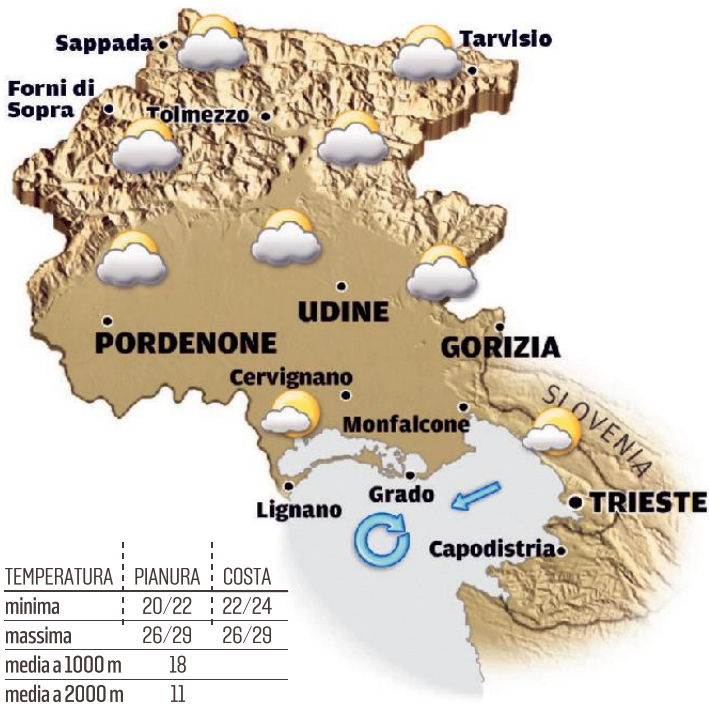 Sappada
Tarvisio
Forni di
Sopra
Tolmezzo
UDINE
PORDENONE
GORIZIA
Cervignano
Monfalcone
SLOVENIA
Grado
Lignano
TRIESTE
Capodistria
TEMPERATURA PIANURA COSTA
minima 20/22 22/24
massima 26/29 26/29
media a 1000 m 18
media a 2000 m 11